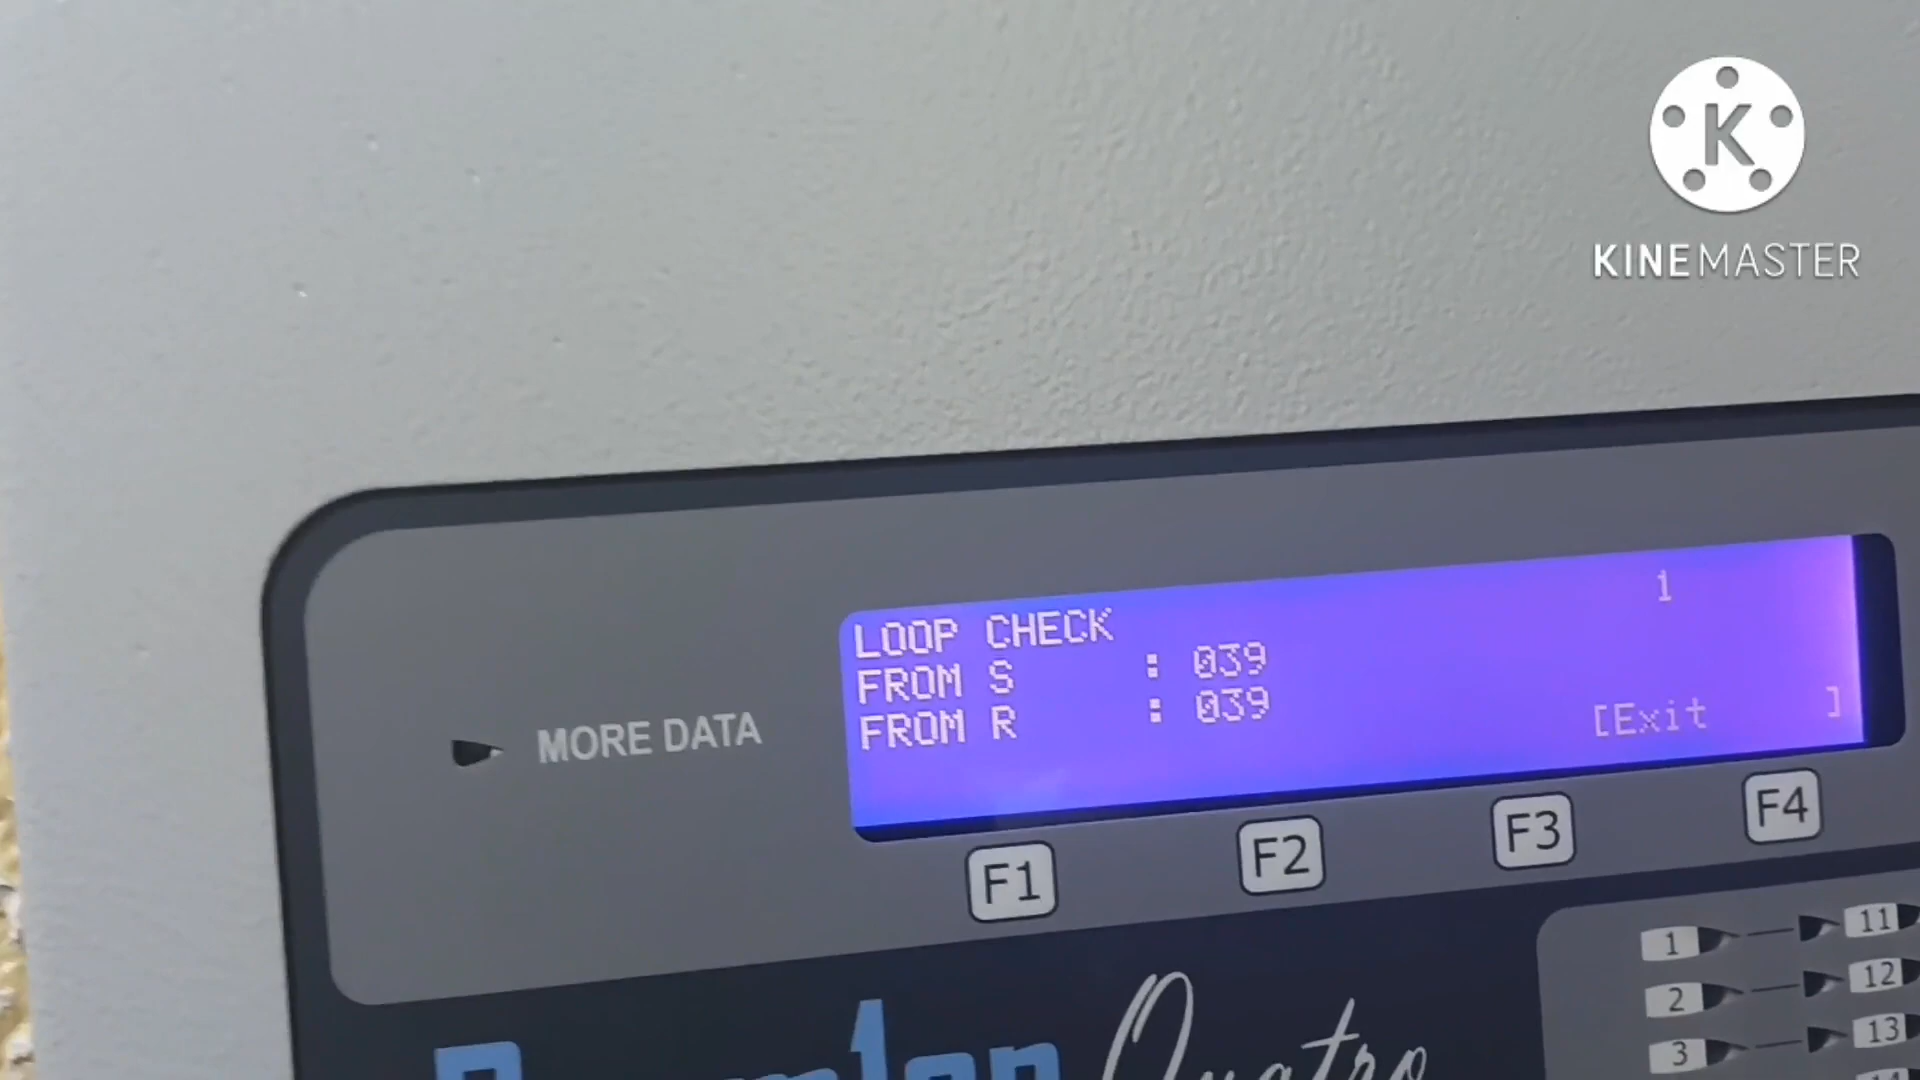 KINEMASTER
LOOP CHECK 1
FROM S : 039
FROM R : 039
[Exit ]
MORE DATA
F1 F2 F3 F4
Quatro
1 11
2 12
3 13